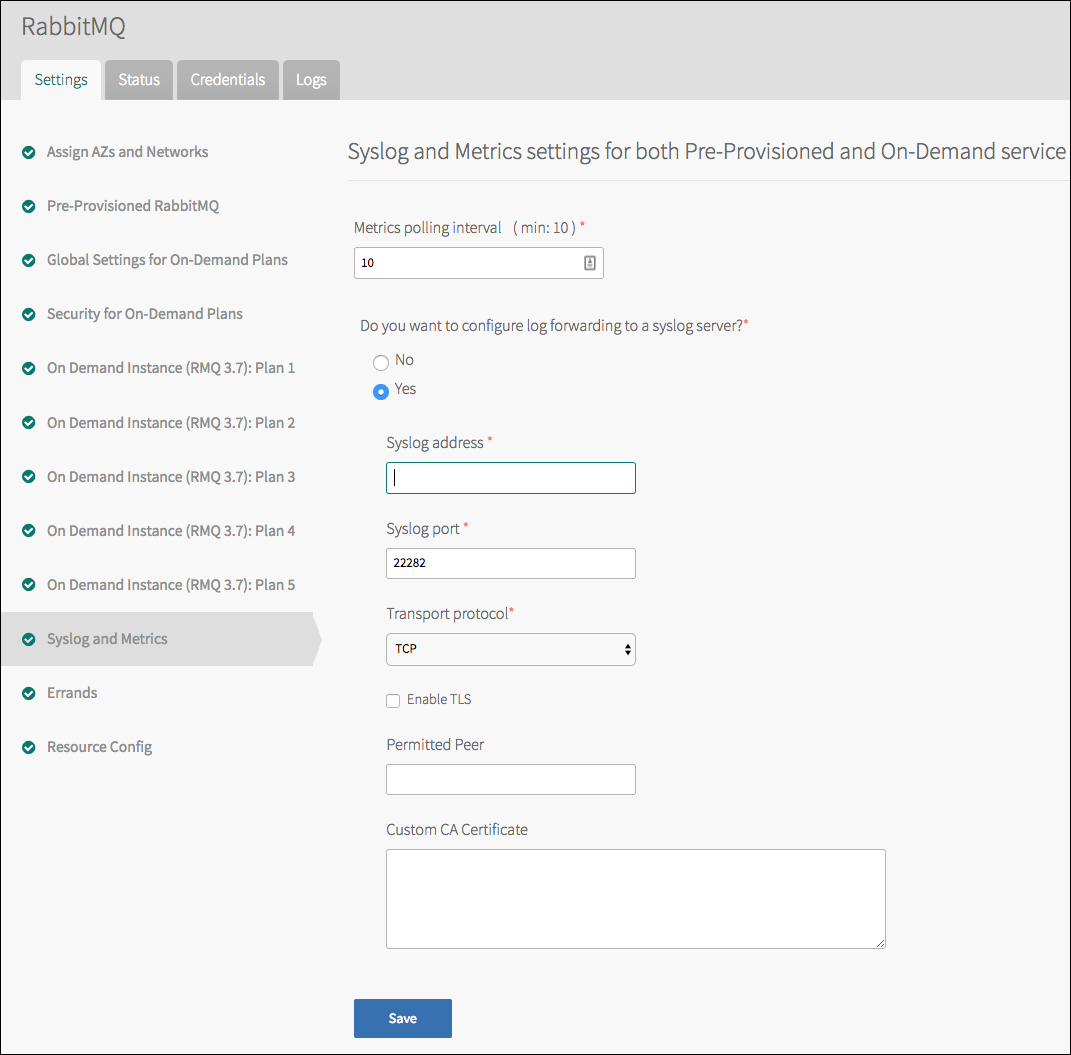 RabbitMQ
Settings
Status
Credentials
Logs
Assign AZs and Networks
Pre-Provisioned RabbitMQ
Global Settings for On-Demand Plans
Security for On-Demand Plans
On Demand Instance (RMQ 3.7): Plan 1
On Demand Instance (RMQ 3.7): Plan 2
On Demand Instance (RMQ 3.7): Plan 3
On Demand Instance (RMQ 3.7): Plan 4
On Demand Instance (RMQ 3.7): Plan 5
Syslog and Metrics
Errands
Resource Config
Syslog and Metrics settings for both Pre-Provisioned and On-Demand service
Metrics polling interval ( min: 10 ) *
10
Do you want to configure log forwarding to a syslog server?*
No
Yes
Syslog address *
Syslog port *
22282
Transport protocol*
TCP
Enable TLS
Permitted Peer
Custom CA Certificate
Save